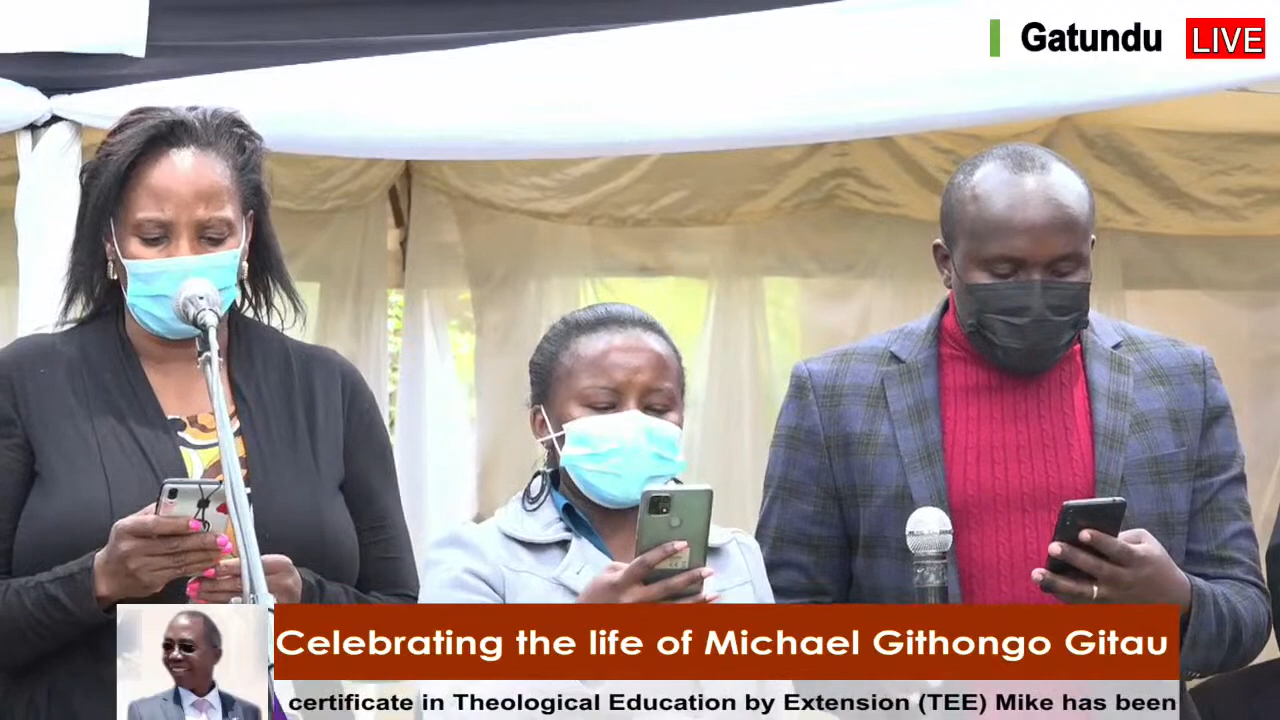 Gatundu LIVE
Celebrating the life of Michael Githongo Gitau
certificate in Theological Education by Extension (TEE) Mike has been